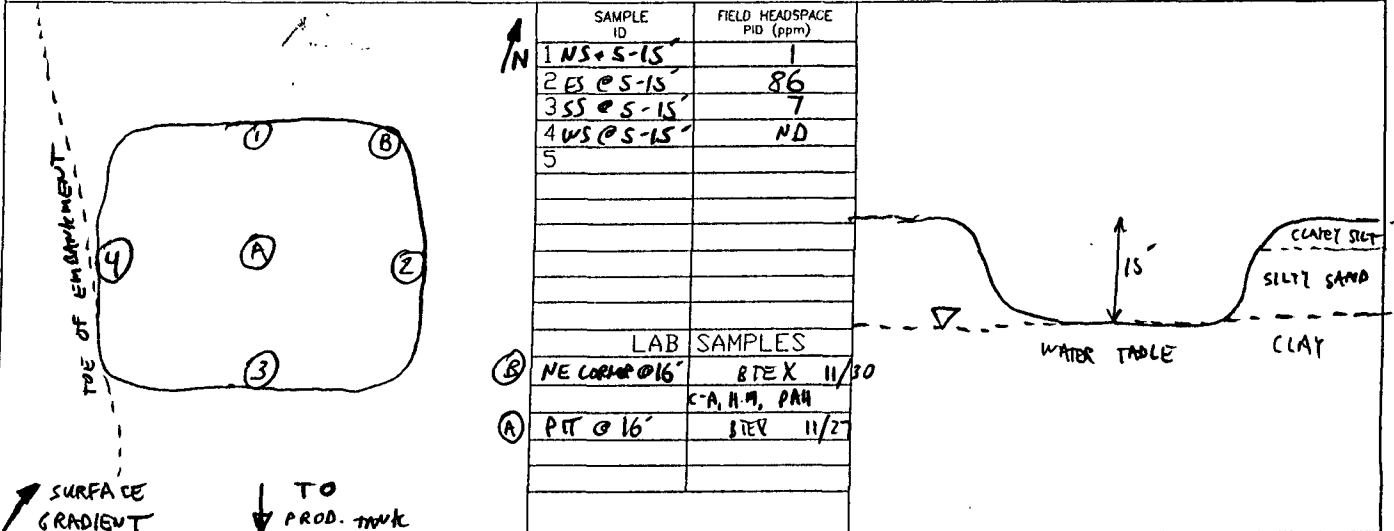 TOE OF EMBANKMENT
1
B
4
A
2
3
SURFACE
GRADIENT
TO
PROD. TANK
N
SAMPLE
ID
FIELD HEADSPACE
PID (ppm)
1 NS @ 5-15' 1
2 ES @ 5-15' 86
3 SS @ 5-15' 7
4 WS @ 5-15' ND
5
LAB SAMPLES
B NE CORNER @ 16' BTEX 11/30
C-A, H.M, PAH
A PIT @ 16' BTEX 11/27
15'
CLAYEY SILT
SILTY SAND
WATER TABLE
CLAY